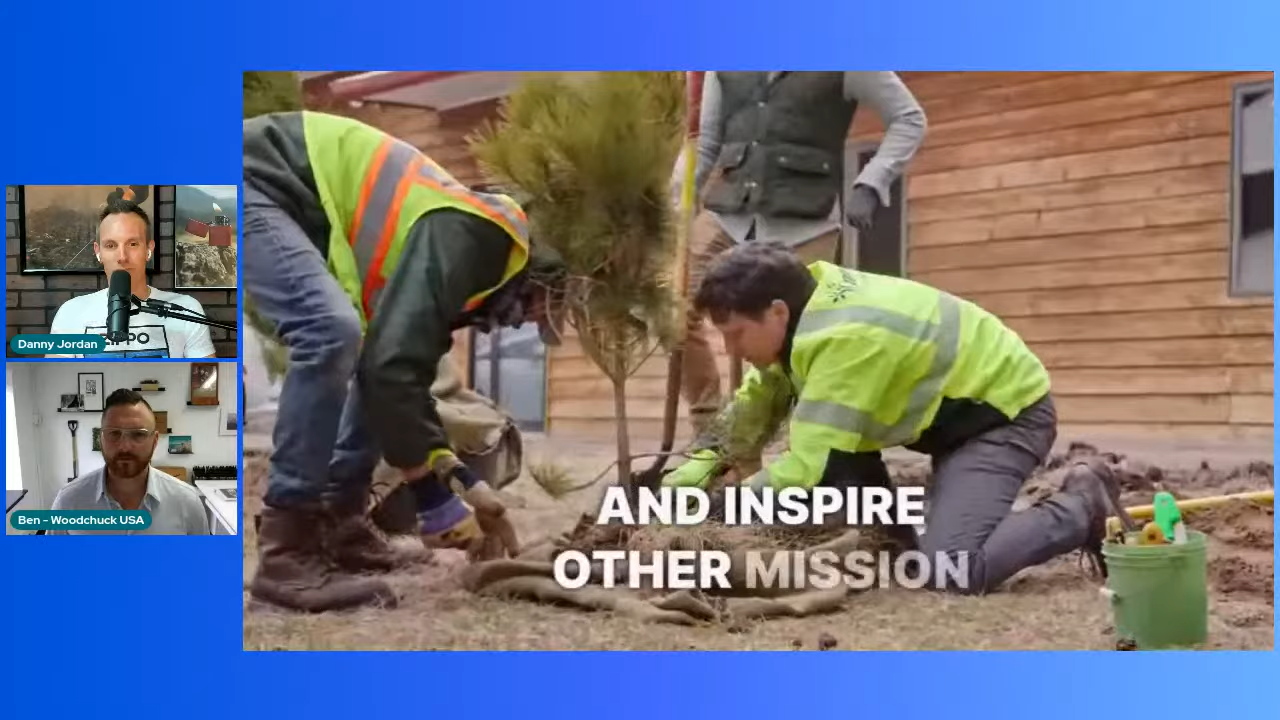 Danny Jordan
Ben - Woodchuck USA
AND INSPIRE
OTHER MISSION